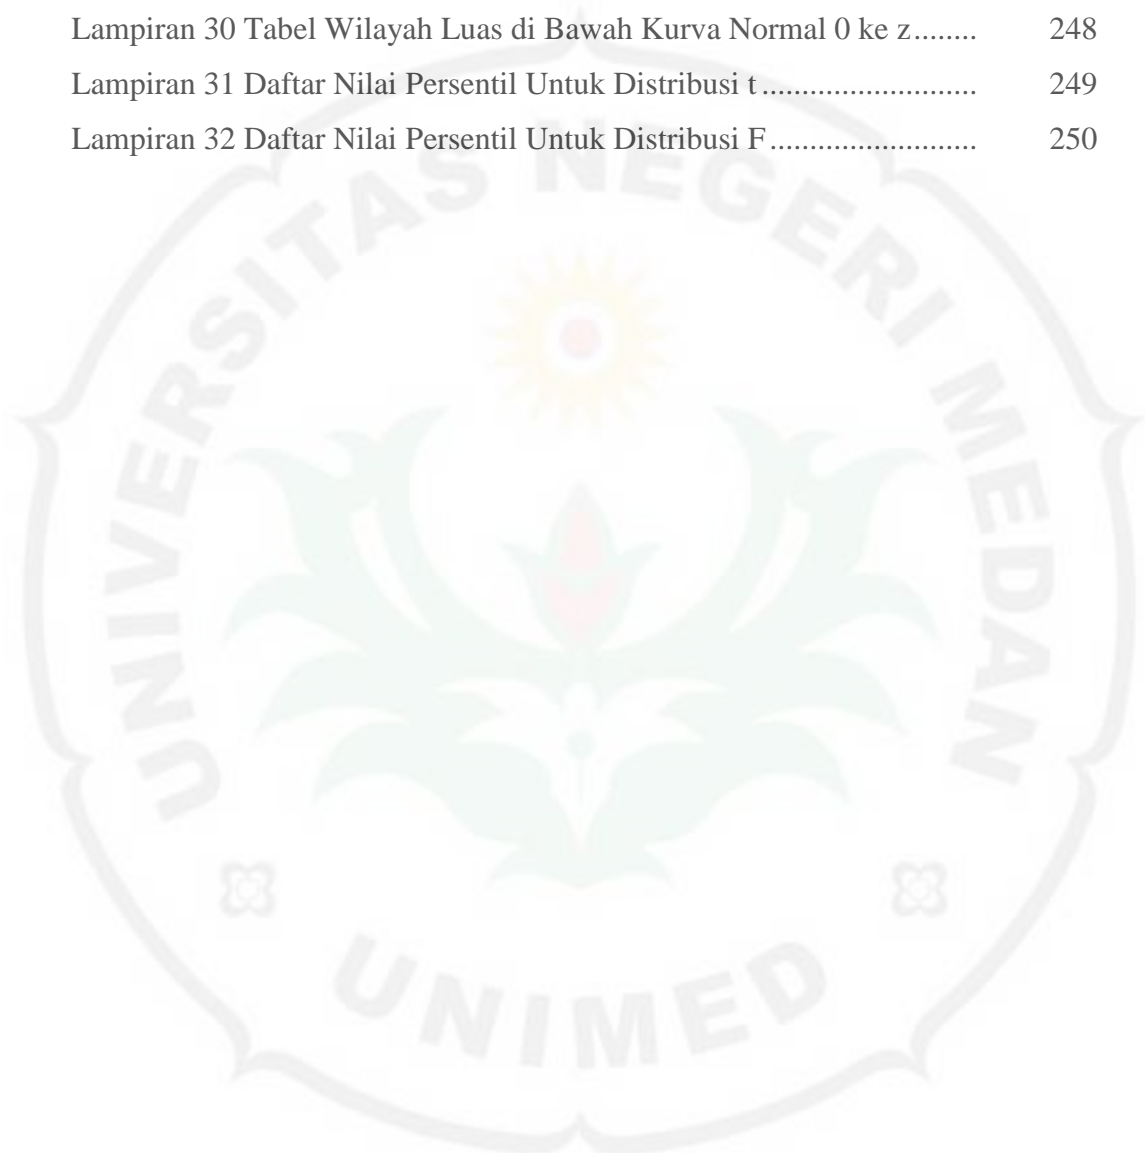 Lampiran 30 Tabel Wilayah Luas di Bawah Kurva Normal 0 ke z........ 248
Lampiran 31 Daftar Nilai Persentil Untuk Distribusi t........................... 249
Lampiran 32 Daftar Nilai Persentil Untuk Distribusi F.......................... 250
UNIVERSITAS NEGERI MEDAN
UNIMED